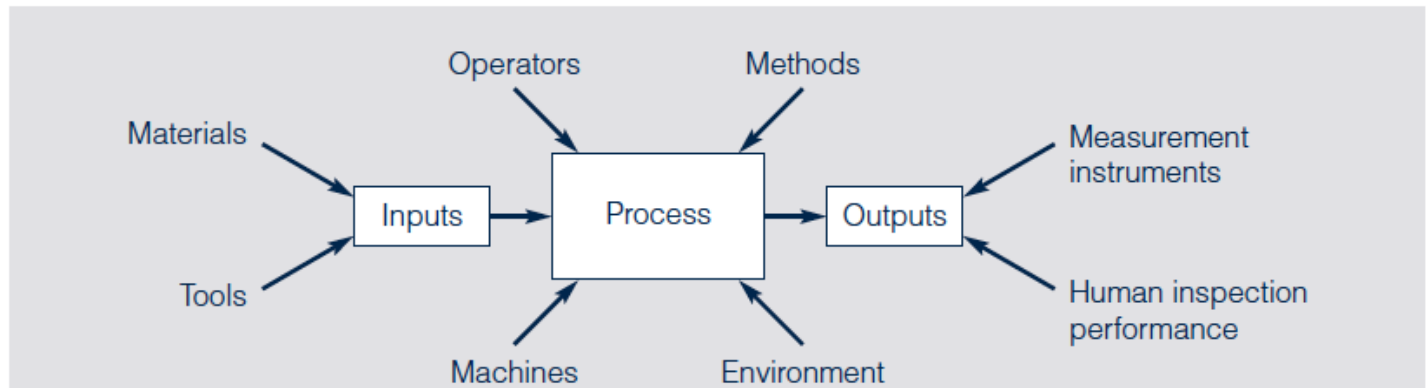 Operators
Methods
Materials
Measurement
instruments
Inputs
Process
Outputs
Tools
Human inspection
performance
Machines
Environment